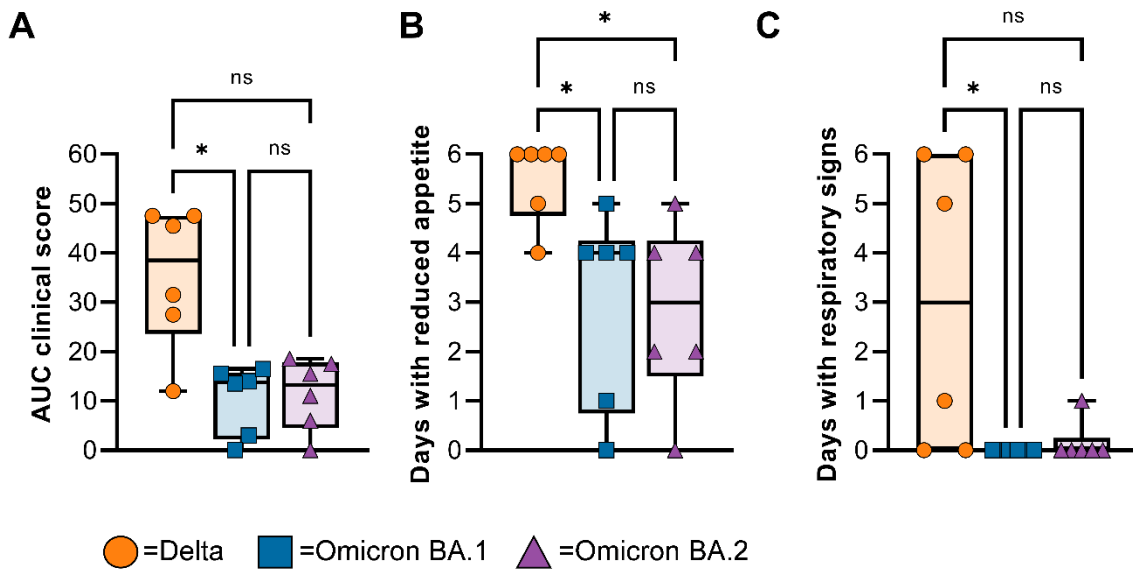 A
B
C
ns
*
ns
*
*
ns
ns
*
ns
AUC clinical score
60
50
40
30
20
10
0
Days with reduced appetite
6
5
4
3
2
1
0
Days with respiratory signs
6
5
4
3
2
1
0
=Delta =Omicron BA.1 =Omicron BA.2